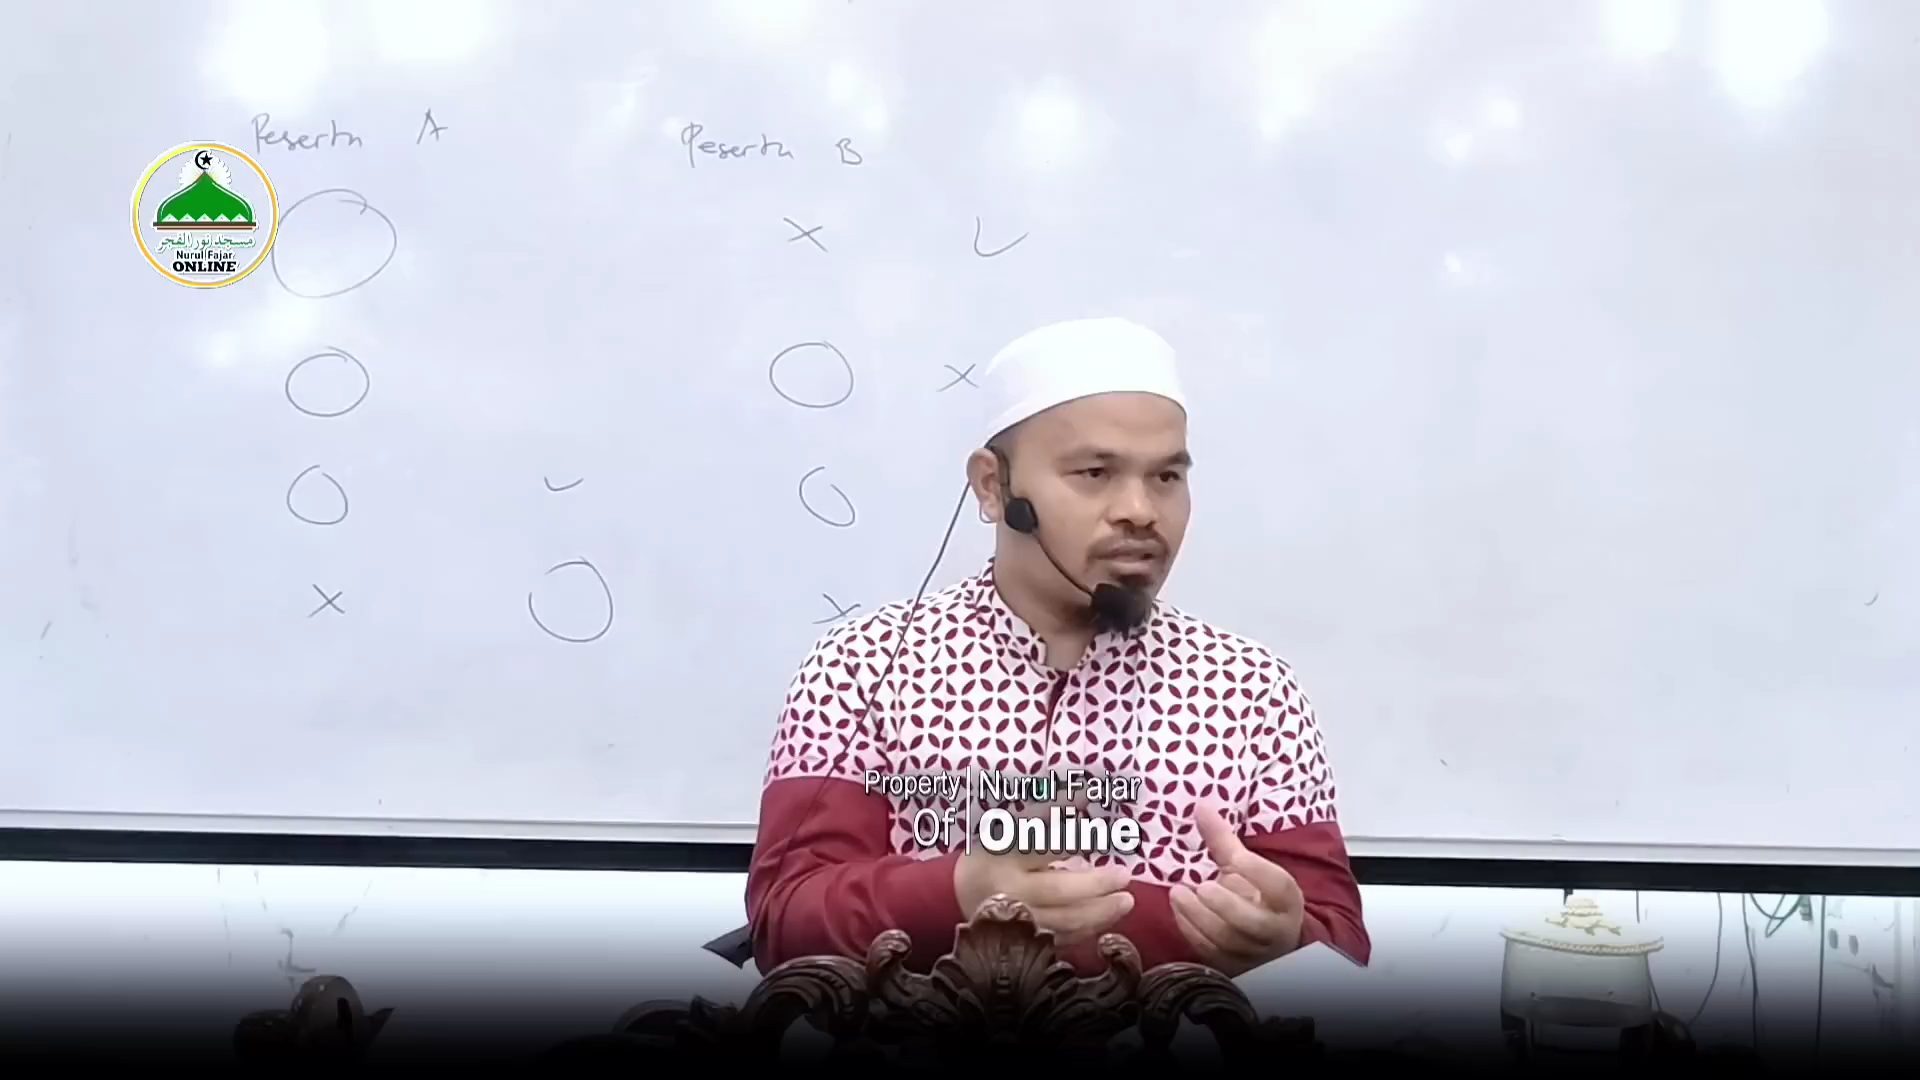 Peserta A
Peserta B
× ✓
×
✓
× ×
مسجد نور الفجر
Nurul Fajar
ONLINE
Property Of
Nurul Fajar
Online